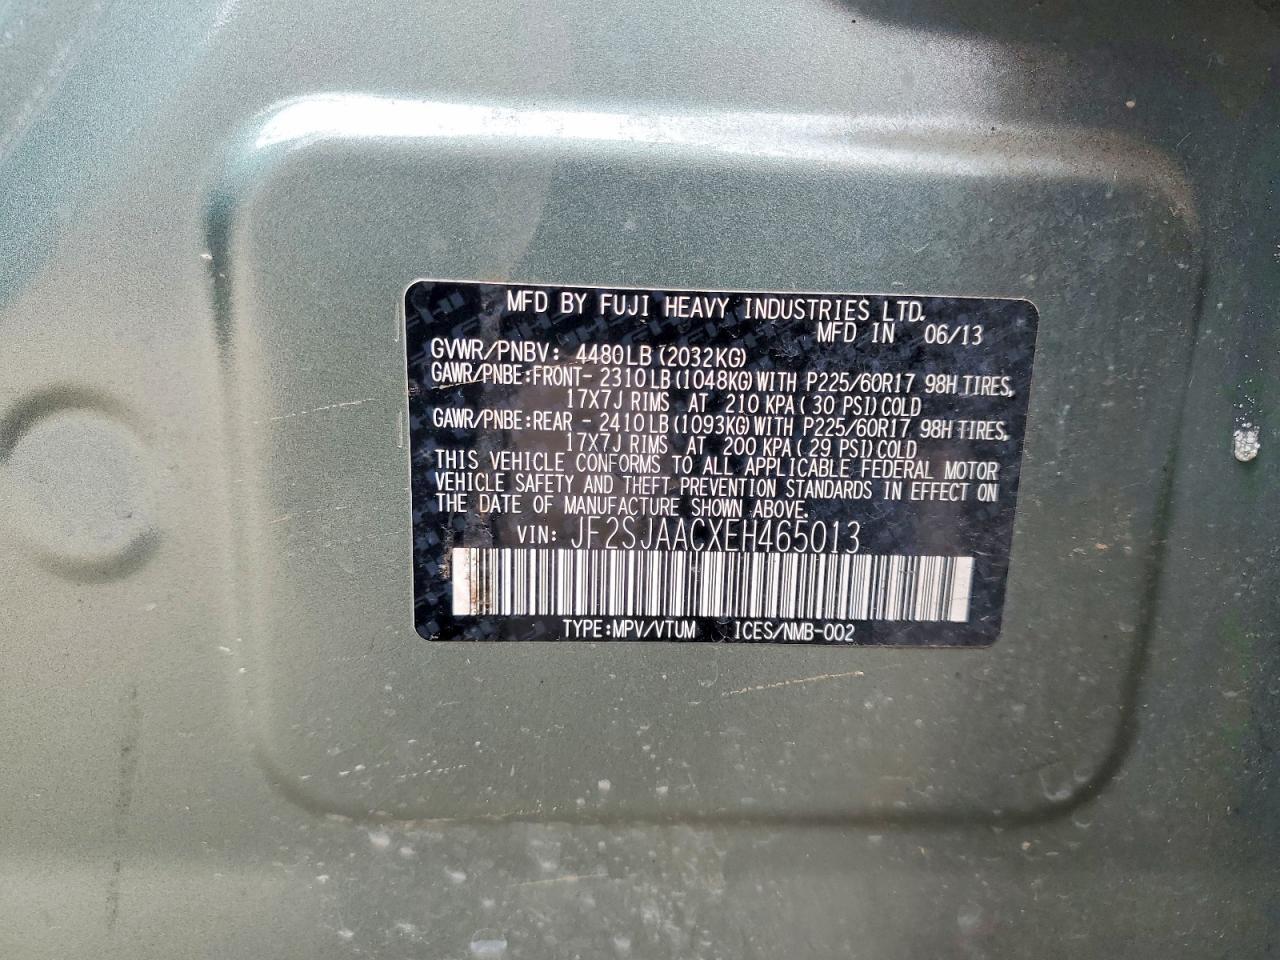 MFD BY FUJI HEAVY INDUSTRIES LTD.
MFD IN 06/13
GVWR/PNBV: 4480LB (2032KG)
GAWR/PNBE:FRONT- 2310LB (1048KG) WITH P225/60R17 98H TIRES,
17X7J RIMS AT 210 KPA (30 PSI) COLD
GAWR/PNBE:REAR - 2410LB (1093KG) WITH P225/60R17 98H TIRES,
17X7J RIMS AT 200 KPA (29 PSI) COLD
THIS VEHICLE CONFORMS TO ALL APPLICABLE FEDERAL MOTOR
VEHICLE SAFETY AND THEFT PREVENTION STANDARDS IN EFFECT ON
THE DATE OF MANUFACTURE SHOWN ABOVE.
VIN: JF2SJAACXEH465013
TYPE:MPV/VTUM ICES/NMB-002